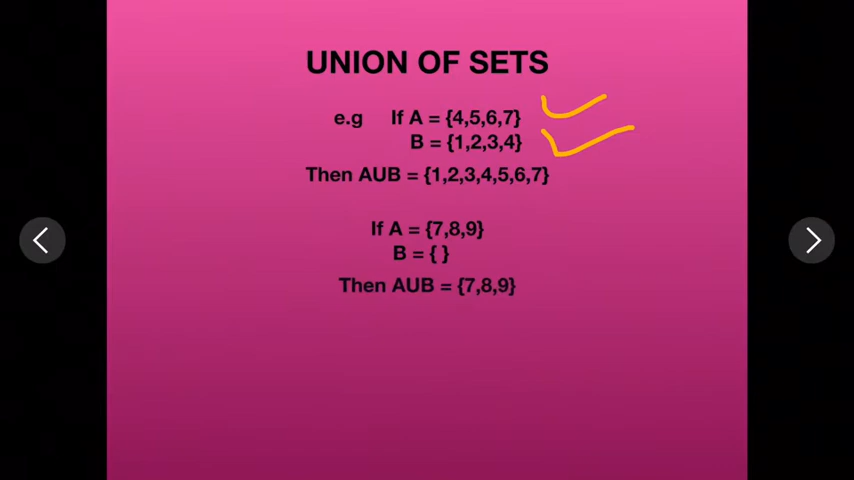 UNION OF SETS
e.g If A = {4,5,6,7}
B = {1,2,3,4}
Then AUB = {1,2,3,4,5,6,7}
If A = {7,8,9}
B = { }
Then AUB = {7,8,9}